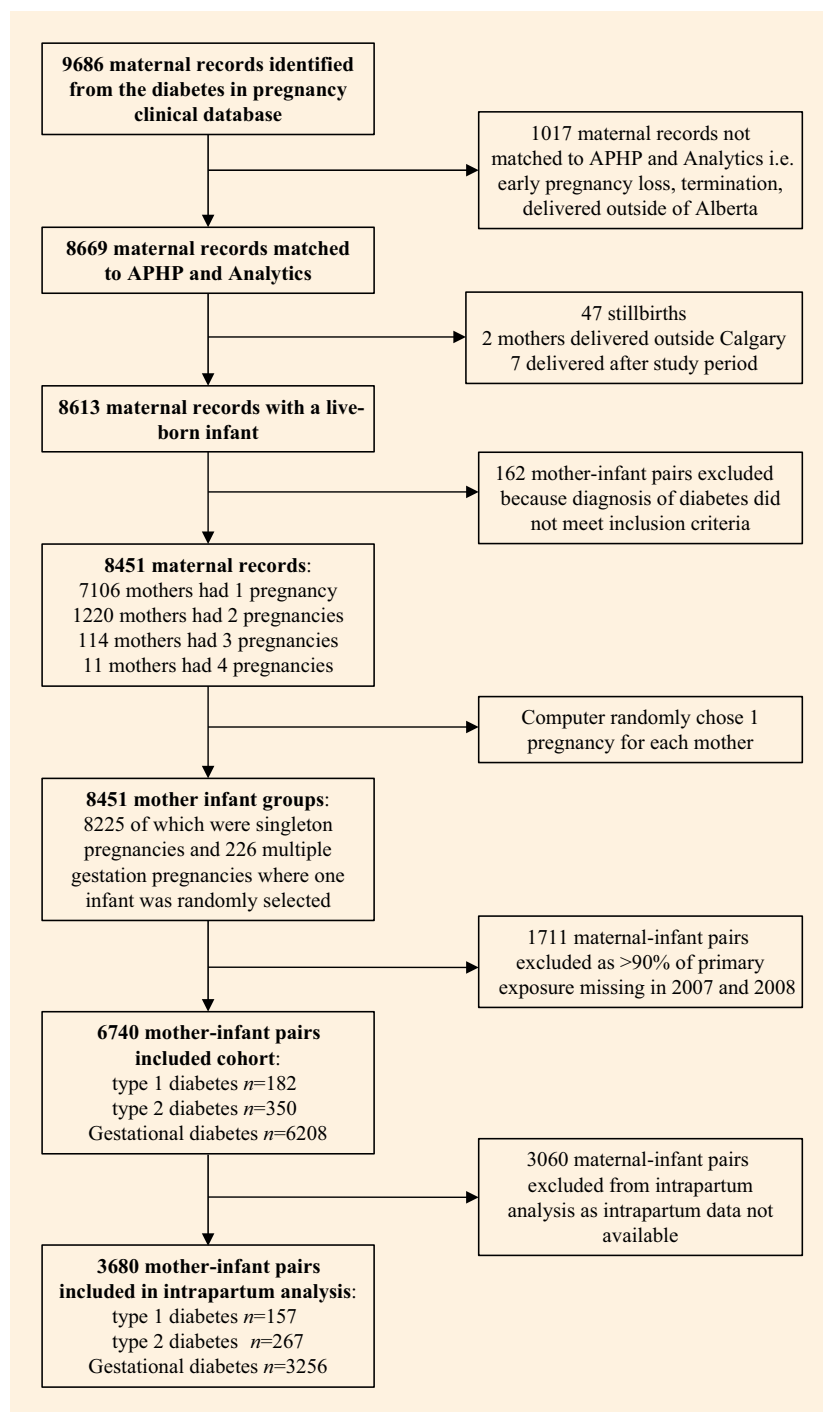 9686 maternal records identified
from the diabetes in pregnancy
clinical database
1017 maternal records not
matched to APHP and Analytics i.e.
early pregnancy loss, termination,
delivered outside of Alberta
8669 maternal records matched
to APHP and Analytics
47 stillbirths
2 mothers delivered outside Calgary
7 delivered after study period
8613 maternal records with a live-
born infant
162 mother-infant pairs excluded
because diagnosis of diabetes did
not meet inclusion criteria
8451 maternal records:
7106 mothers had 1 pregnancy
1220 mothers had 2 pregnancies
114 mothers had 3 pregnancies
11 mothers had 4 pregnancies
Computer randomly chose 1
pregnancy for each mother
8451 mother infant groups:
8225 of which were singleton
pregnancies and 226 multiple
gestation pregnancies where one
infant was randomly selected
1711 maternal-infant pairs
excluded as >90% of primary
exposure missing in 2007 and 2008
6740 mother-infant pairs
included cohort:
type 1 diabetes n=182
type 2 diabetes n=350
Gestational diabetes n=6208
3060 maternal-infant pairs
excluded from intrapartum
analysis as intrapartum data not
available
3680 mother-infant pairs
included in intrapartum analysis:
type 1 diabetes n=157
type 2 diabetes n=267
Gestational diabetes n=3256